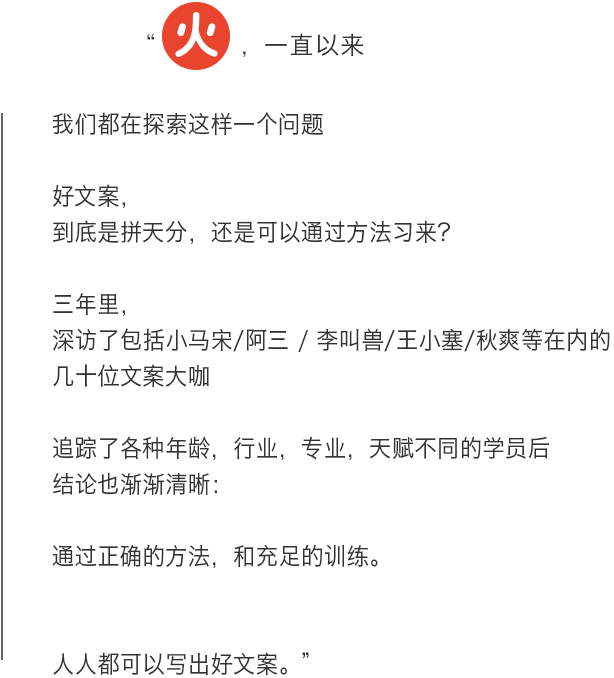 “火，一直以来
我们都在探索这样一个问题
好文案，
到底是拼天分，还是可以通过方法习来？
三年里，
深访了包括小马宋/阿三 / 李叫兽/王小塞/秋爽等在内的
几十位文案大咖
追踪了各种年龄，行业，专业，天赋不同的学员后
结论也渐渐清晰：
通过正确的方法，和充足的训练。
人人都可以写出好文案。”